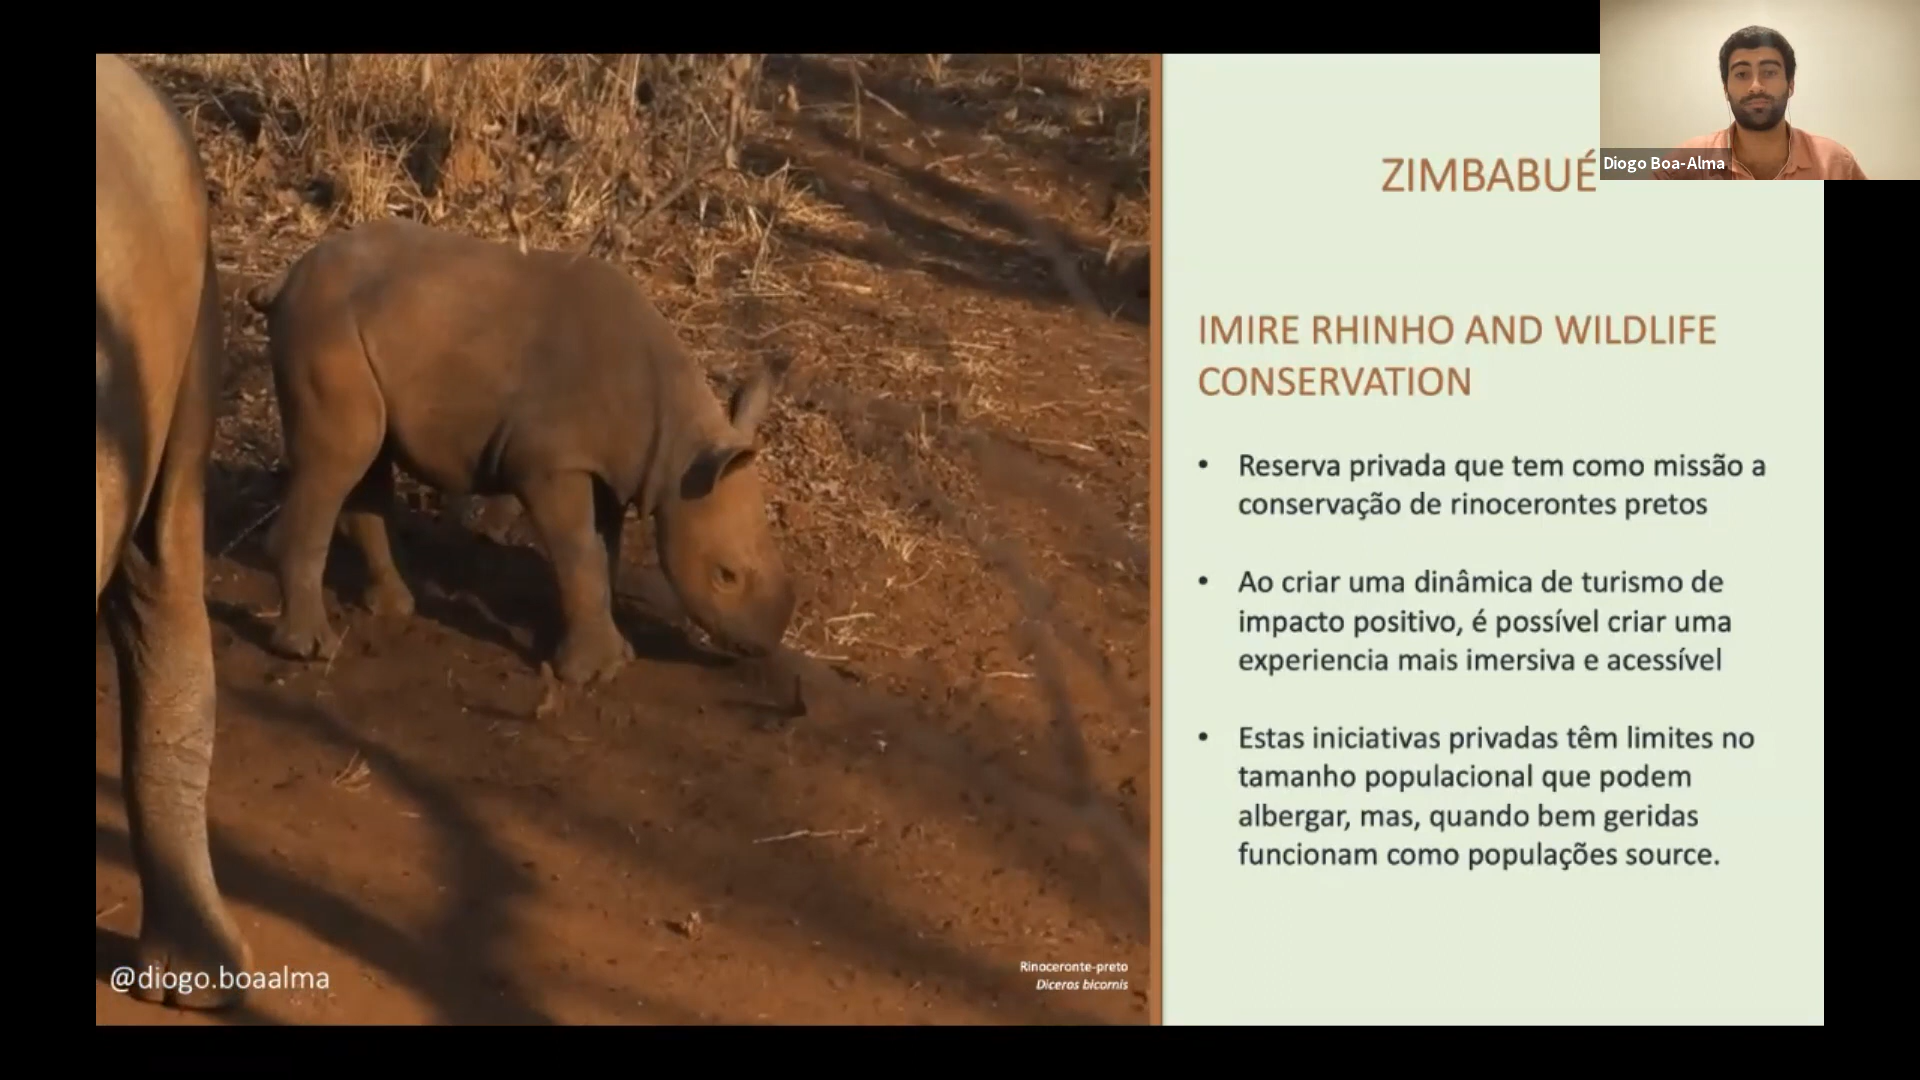 ZIMBABUÉ
Diogo Boa-Alma
IMIRE RHINHO AND WILDLIFE
CONSERVATION
• Reserva privada que tem como missão a
conservação de rinocerontes pretos
• Ao criar uma dinâmica de turismo de
impacto positivo, é possível criar uma
experiencia mais imersiva e acessível
• Estas iniciativas privadas têm limites no
tamanho populacional que podem
albergar, mas, quando bem geridas
funcionam como populações source.
@diogo.boaalma
Rinoceronte-preto
Diceros bicornis